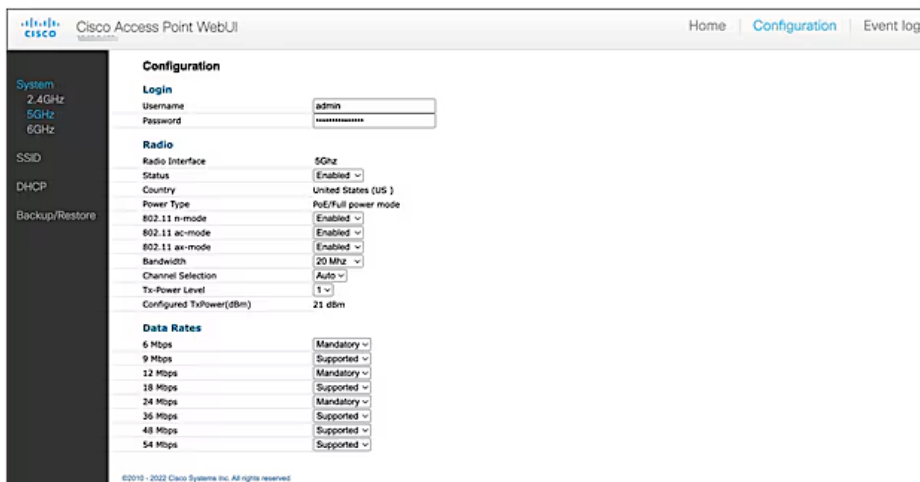 CISCO
Cisco Access Point WebUI
Home
Configuration
Event log
System
2.4GHz
5GHz
6GHz
SSID
DHCP
Backup/Restore
Configuration
Login
Username admin
Password ••••••••••••••
Radio
Radio Interface 5Ghz
Status Enabled
Country United States (US )
Power Type PoE/Full power mode
802.11 n-mode Enabled
802.11 ac-mode Enabled
802.11 ax-mode Enabled
Bandwidth 20 Mhz
Channel Selection Auto
Tx-Power Level 1
Configured TxPower(dBm) 21 dBm
Data Rates
6 Mbps Mandatory
9 Mbps Supported
12 Mbps Mandatory
18 Mbps Supported
24 Mbps Mandatory
36 Mbps Supported
48 Mbps Supported
54 Mbps Supported
©2010 - 2022 Cisco Systems Inc. All rights reserved